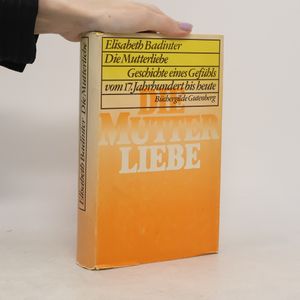 Elisabeth Badinter
Die Mutterliebe
Geschichte eines Gefühls
vom 17. Jahrhundert bis heute
Büchergilde Gutenberg
DIE
MUTTER
LIEBE
Elisabeth Badinter Die Mutterliebe